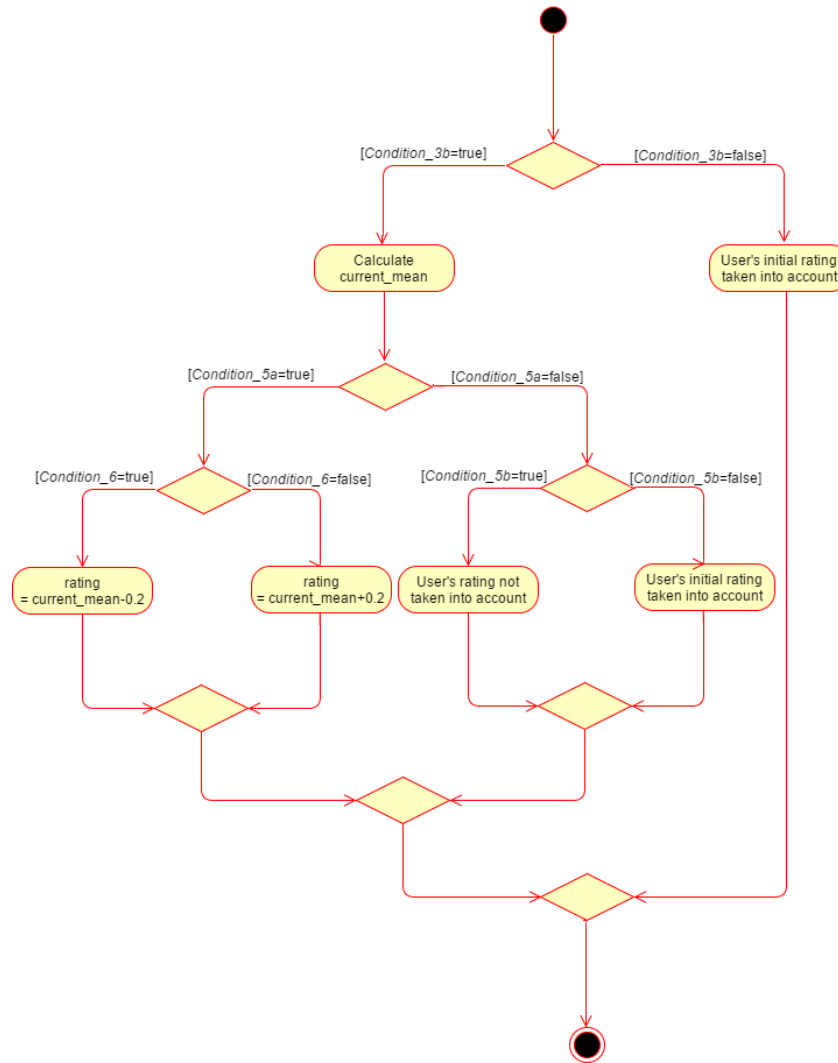 [Condition_3b=true]
[Condition_3b=false]
Calculate
current_mean
User's initial rating
taken into account
[Condition_5a=true]
[Condition_5a=false]
[Condition_6=true]
[Condition_6=false]
[Condition_5b=true]
[Condition_5b=false]
rating
= current_mean-0.2
rating
= current_mean+0.2
User's rating not
taken into account
User's initial rating
taken into account